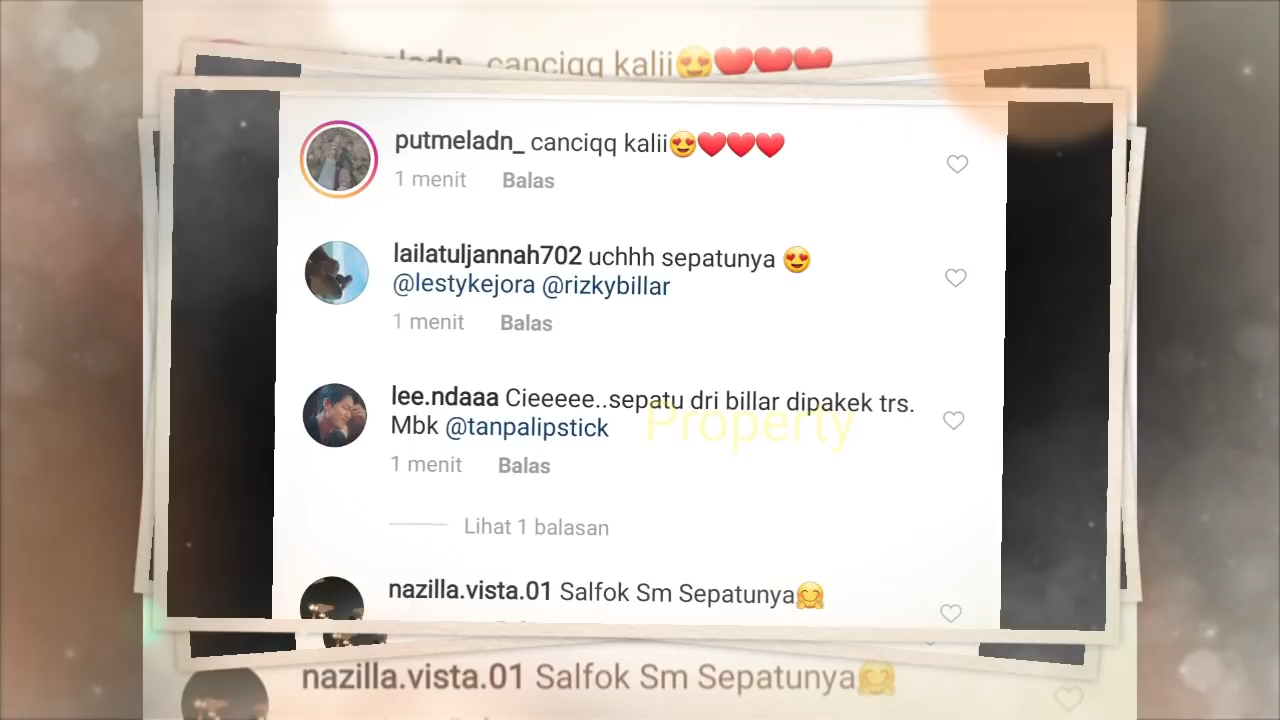 canciqq kalii😍❤️❤️❤️
putmeladn_ canciqq kalii😍❤️❤️❤️
1 menit Balas
lailatuljannah702 uchhh sepatunya 😍
@lestykejora @rizkybillar
1 menit Balas
lee.ndaaa Cieeeee..sepatu dri billar dipakek trs.
Mbk @tanpalipstick
Property
1 menit Balas
Lihat 1 balasan
nazilla.vista.01 Salfok Sm Sepatunya🤗
nazilla.vista.01 Salfok Sm Sepatunya🤗